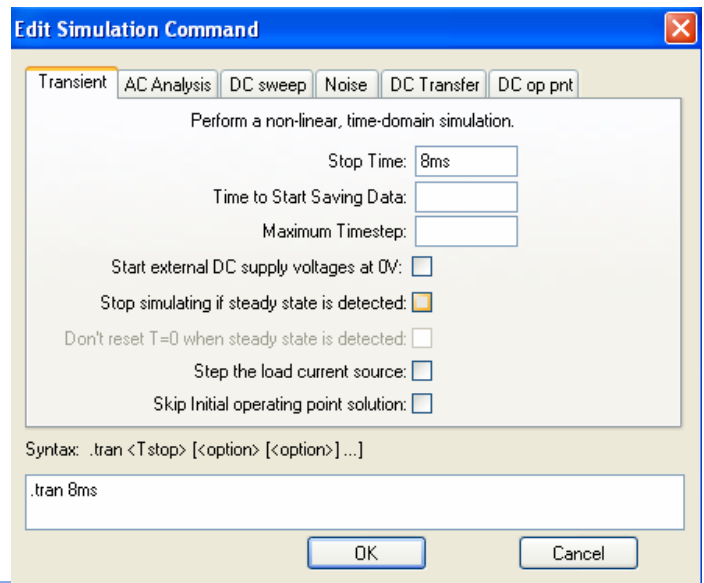 Edit Simulation Command
Transient AC Analysis DC sweep Noise DC Transfer DC op pnt
Perform a non-linear, time-domain simulation.
Stop Time: 8ms
Time to Start Saving Data:
Maximum Timestep:
Start external DC supply voltages at 0V:
Stop simulating if steady state is detected:
Don't reset T=0 when steady state is detected:
Step the load current source:
Skip Initial operating point solution:
Syntax: .tran <Tstop> [<option> [<option>] ...]
.tran 8ms
OK Cancel